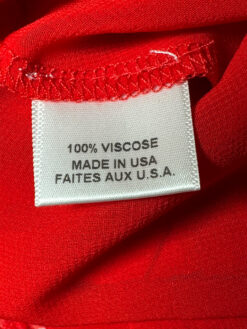 100% VISCOSE
MADE IN USA
FAITES AUX U.S.A.